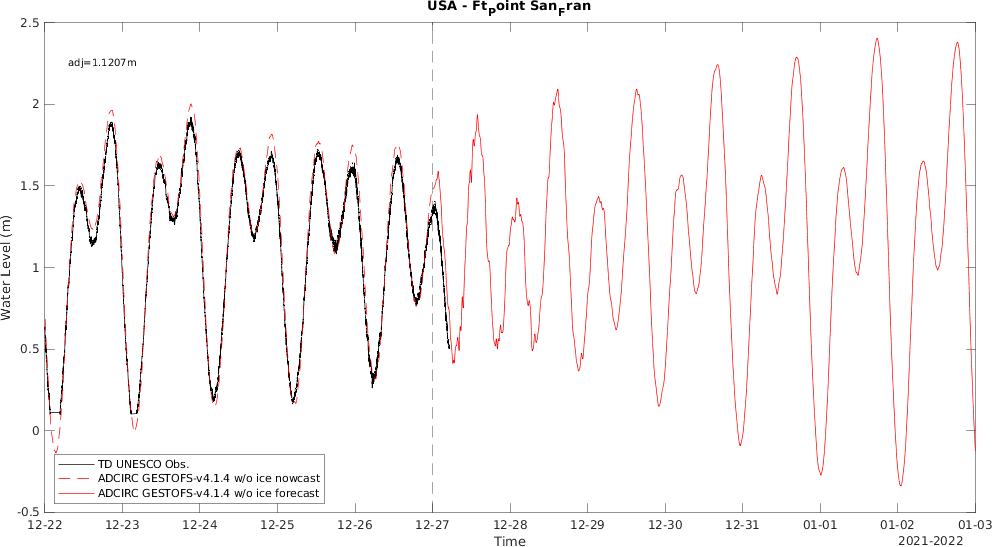 USA - Ft_Point San_Fran
adj=1.1207m
Water Level (m)
2.5
2
1.5
1
0.5
0
-0.5
TD UNESCO Obs.
ADCIRC GESTOFS-v4.1.4 w/o ice nowcast
ADCIRC GESTOFS-v4.1.4 w/o ice forecast
12-22 12-23 12-24 12-25 12-26 12-27 12-28 12-29 12-30 12-31 01-01 01-02 01-03
Time
2021-2022